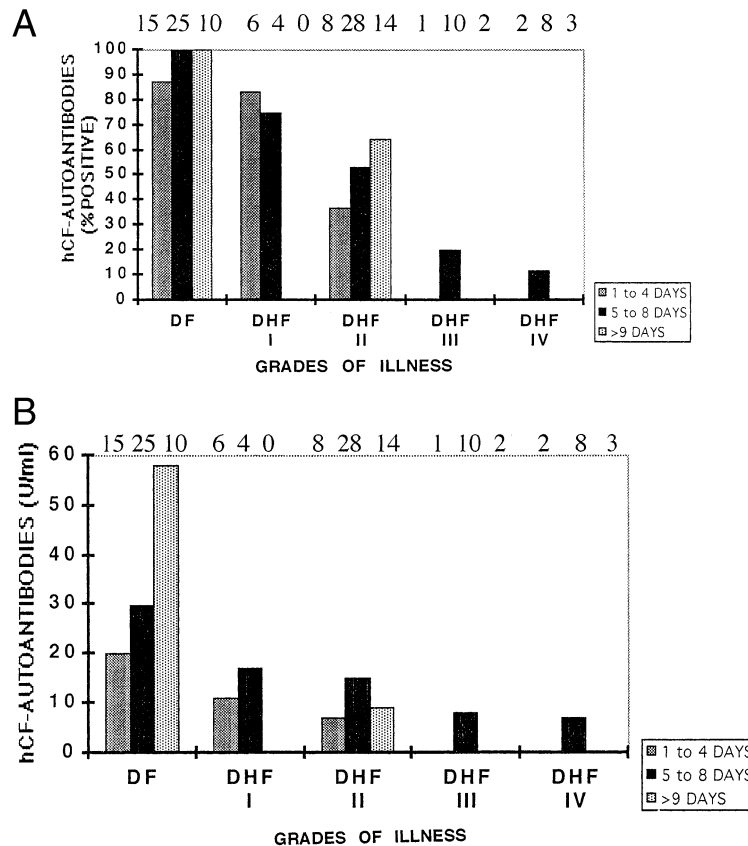 A
15 25 10 6 4 0 8 28 14 1 10 2 2 8 3
hCF-AUTOANTIBODIES
(%POSITIVE)
100
90
80
70
60
50
40
30
20
10
0
DF DHF DHF DHF DHF
I II III IV
GRADES OF ILLNESS
1 to 4 DAYS
5 to 8 DAYS
>9 DAYS
B
15 25 10 6 4 0 8 28 14 1 10 2 2 8 3
hCF-AUTOANTIBODIES (U/ml)
60
50
40
30
20
10
0
DF DHF DHF DHF DHF
I II III IV
GRADES OF ILLNESS
1 to 4 DAYS
5 to 8 DAYS
>9 DAYS